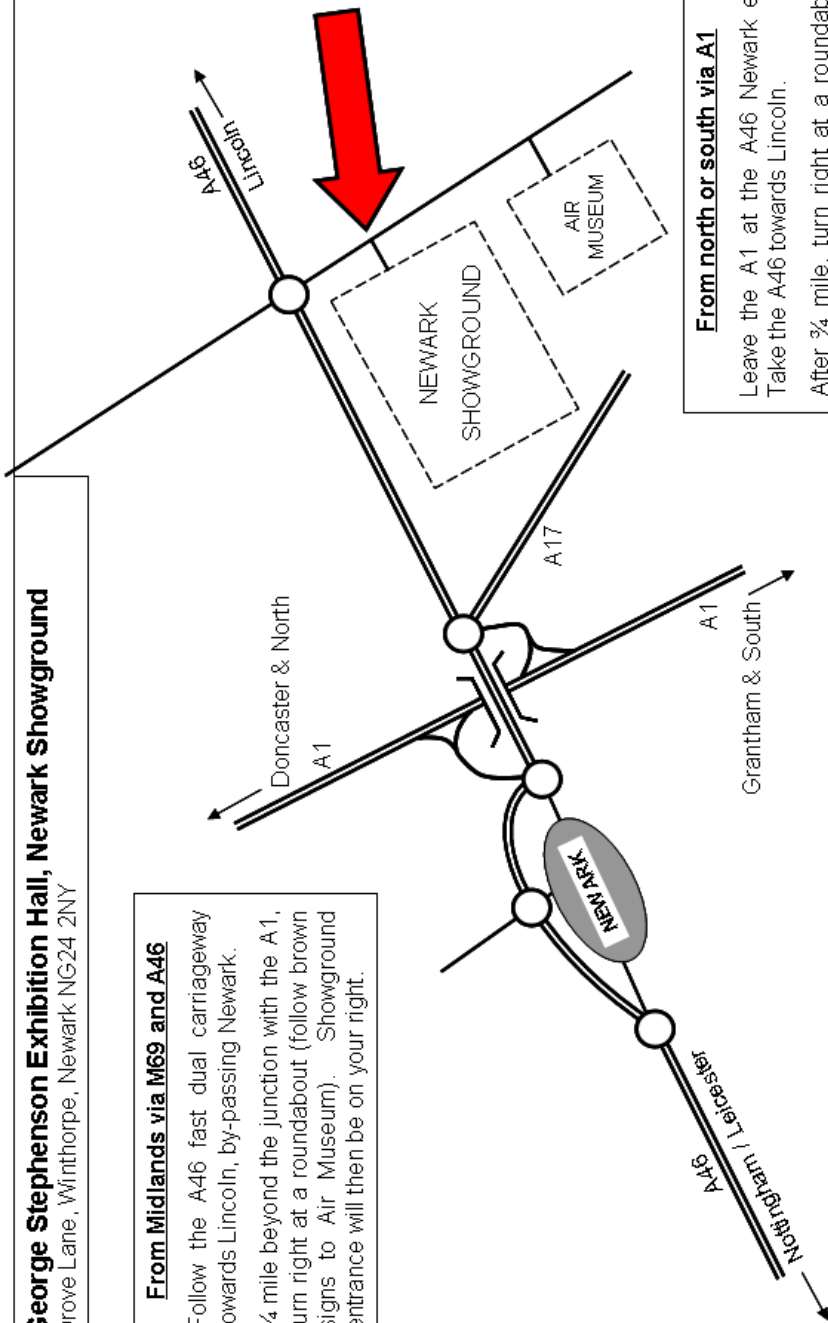 George Stephenson Exhibition Hall, Newark Showground
rove Lane, Winthorpe, Newark NG24 2NY
From Midlands via M69 and A46
Follow the A46 fast dual carriageway
owards Lincoln, by-passing Newark.
¾ mile beyond the junction with the A1,
urn right at a roundabout (follow brown
signs to Air Museum). Showground
entrance will then be on your right.
Doncaster & North
A1
A46
Lincoln
NEWARK
SHOWGROUND
AIR
MUSEUM
A17
NEWARK
A1
Grantham & South
A46
Nottingham / Leicester
From north or south via A1
Leave the A1 at the A46 Newark e
Take the A46 towards Lincoln.
After ¾ mile, turn right at a roundab